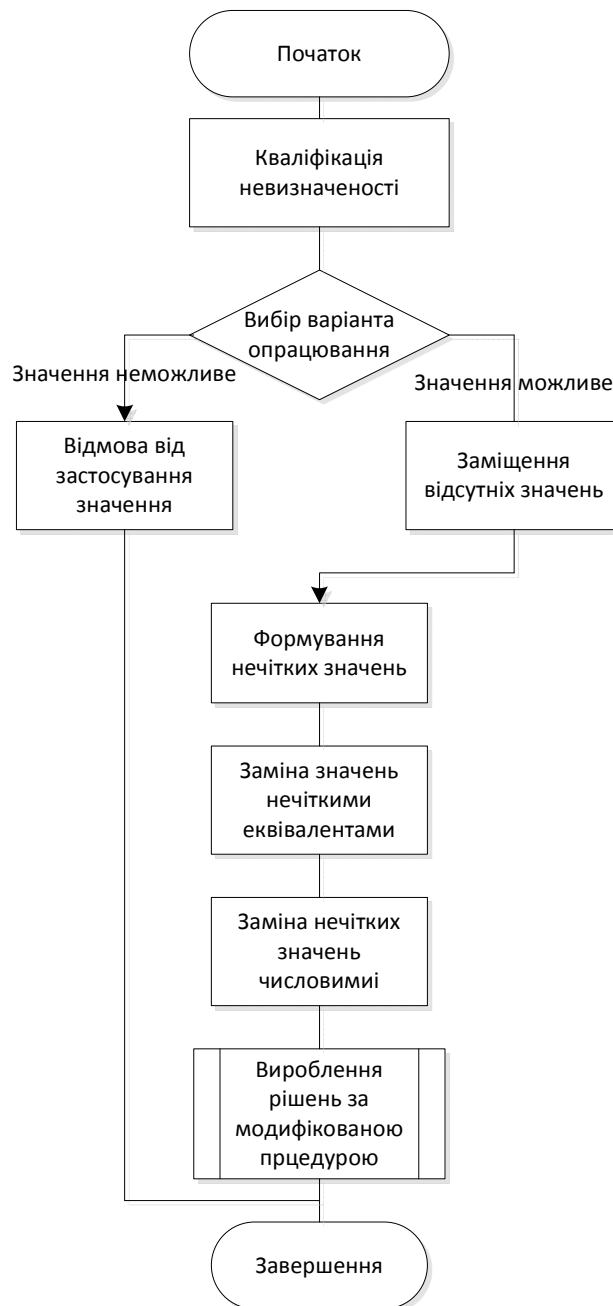 Початок
Кваліфікація
невизначеності
Вибір варіанта
опрацювання
Значення неможливе
Значення можливе
Відмова від
застосування
значення
Заміщення
відсутніх значень
Формування
нечітких значень
Заміна значень
нечіткими
еквівалентами
Заміна нечітких
значень
числовимиі
Вироблення
рішень за
модифікованою
прцедурою
Завершення